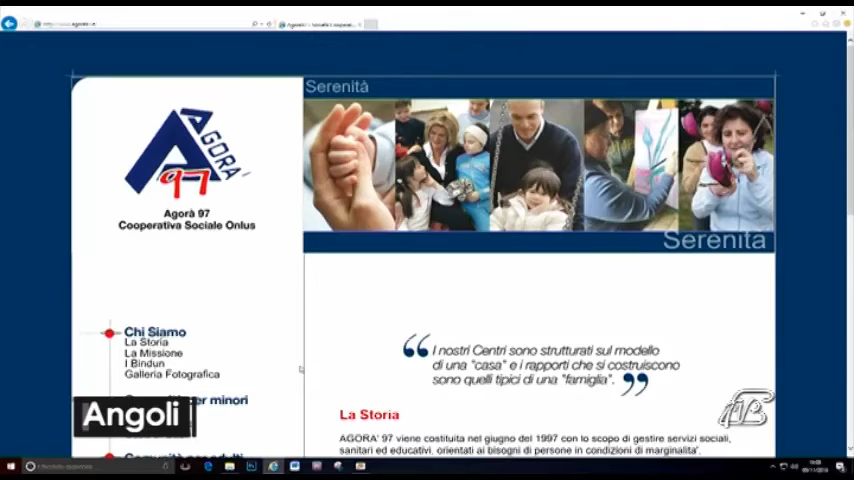 Serenità
AGORA'
97
Agorà 97
Cooperativa Sociale Onlus
Serenità
“I nostri Centri sono strutturati sul modello
di una "casa" e i rapporti che si costruiscono
sono quelli tipici di una "famiglia".”
Chi Siamo
La Storia
La Missione
I Bindun
Galleria Fotografica
per minori
Angoli
La Storia
AGORA' 97 viene costituita nel giugno del 1997 con lo scopo di gestire servizi sociali,
sanitari ed educativi, orientati ai bisogni di persone in condizioni di marginalita',